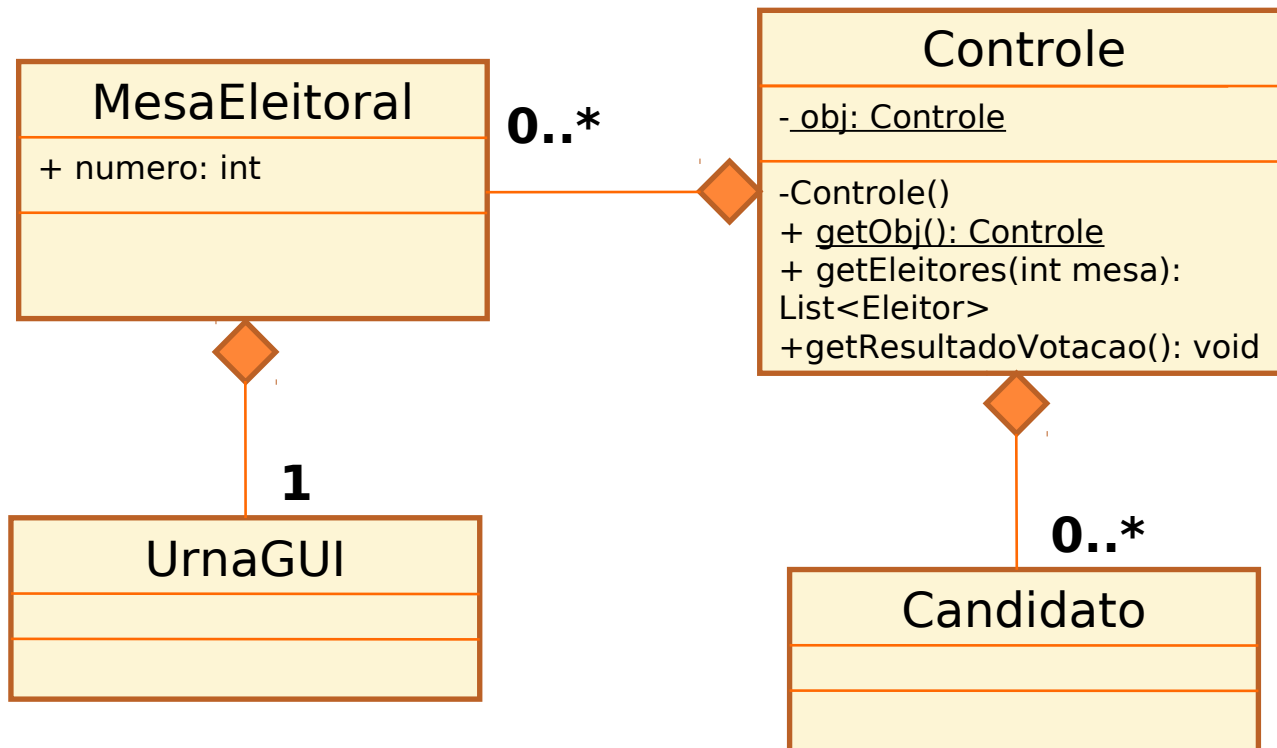 MesaEleitoral
+ numero: int
0..*
Controle
- obj: Controle
-Controle()
+ getObj(): Controle
+ getEleitores(int mesa):
List<Eleitor>
+getResultadoVotacao(): void
1
UrnaGUI
0..*
Candidato